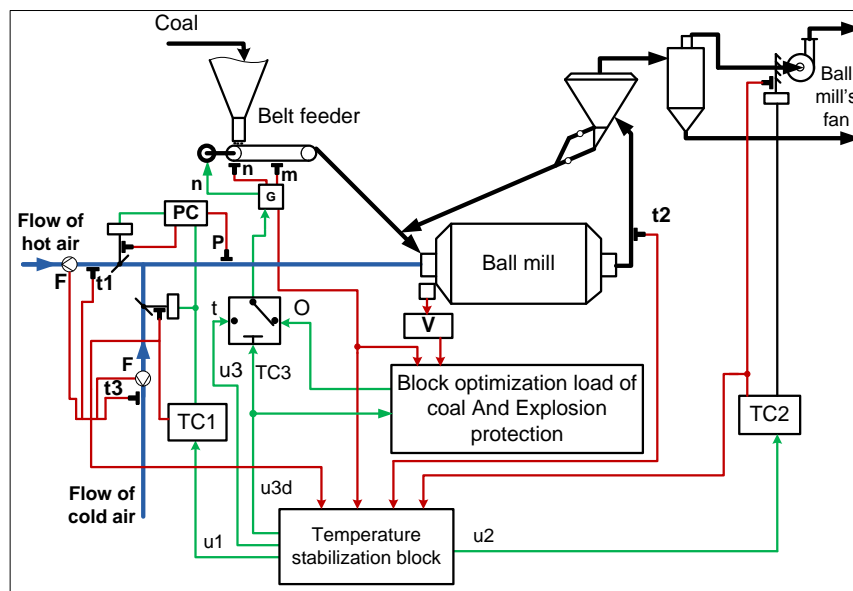 Coal
Belt feeder
Ball
mill's
fan
n
m
n
G
PC
Flow of
hot air
P
t2
F
t1
Ball mill
t
O
V
F
u3
TC3
t3
Block optimization load of
coal And Explosion
protection
TC1
TC2
Flow of
cold air
u3d
Temperature
stabilization block
u1
u2